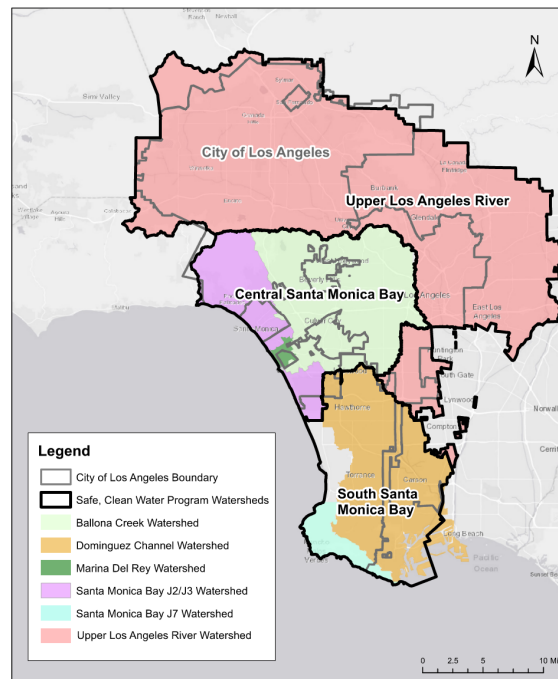 N
Simi Valley
City of Los Angeles
Burbank
Upper Los Angeles River
Glendale
Central Santa Monica Bay
Los Angeles
Culver City
Santa Monica
East Los
Angeles
Huntington
Park
South Gate
Lynwood
Compton
Norwal
Hawthorne
Torrance
Carson
South Santa
Monica Bay
Long Beach
Pacific
Ocean
Legend
City of Los Angeles Boundary
Safe, Clean Water Program Watersheds
Ballona Creek Watershed
Dominguez Channel Watershed
Marina Del Rey Watershed
Santa Monica Bay J2/J3 Watershed
Santa Monica Bay J7 Watershed
Upper Los Angeles River Watershed
0 2.5 5 10 Mi